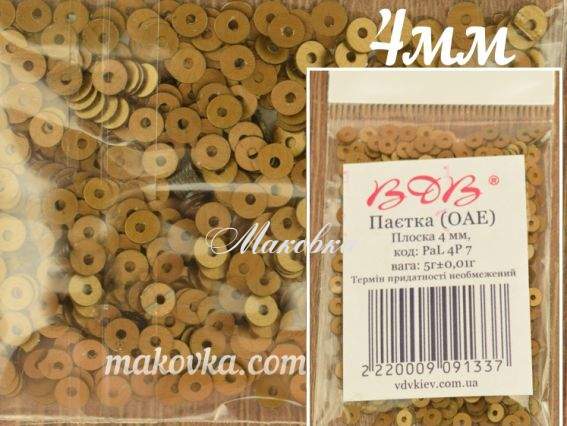 4мм
ВДВ®
Паєтка (ОАЕ)
Плоска 4 мм,
код: PaL 4P 7
вага: 5г±0,01г
Термін придатності необмежений
2 220009 091337
vdvkiev.com.ua
Маковка
makovka.com